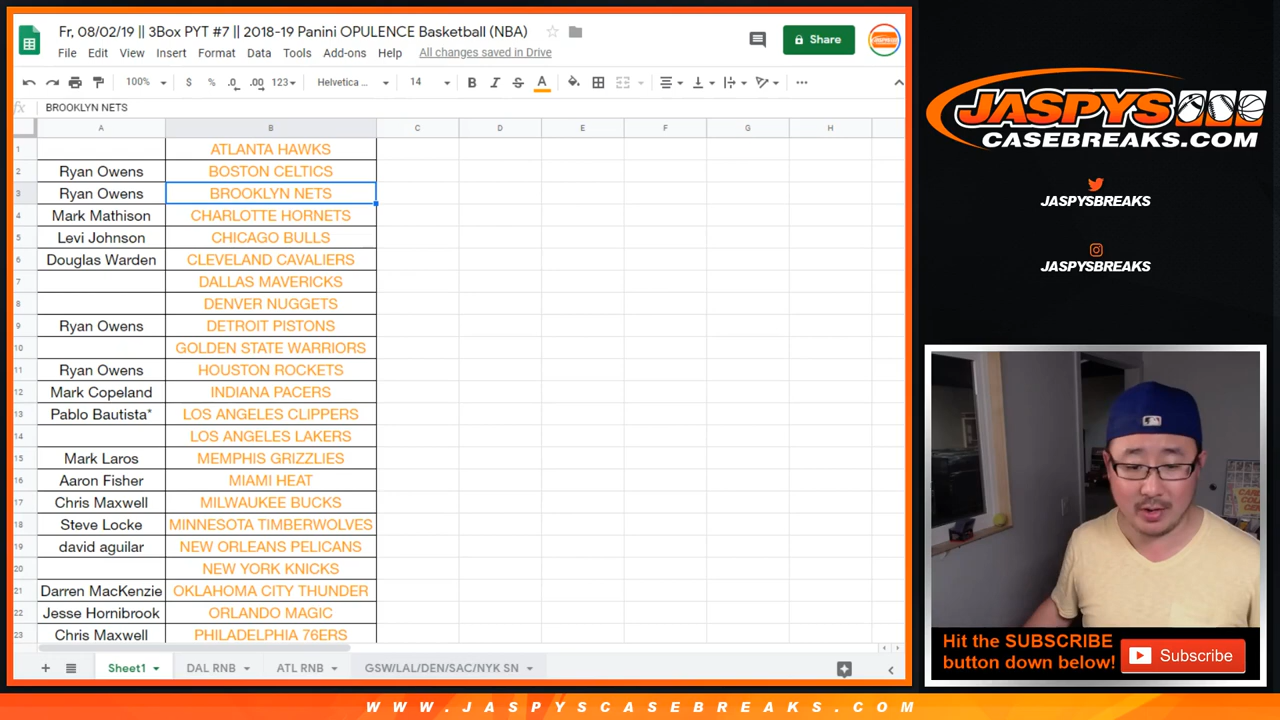 Fr, 08/02/19 || 3Box PYT #7 || 2018-19 Panini OPULENCE Basketball (NBA)
File Edit View Insert Format Data Tools Add-ons Help All changes saved in Drive
Share
100% $ % .0 .00 123 Helvetica ... 14 B I S A
fx BROOKLYN NETS
A B C D E F G H
1 ATLANTA HAWKS
2 Ryan Owens BOSTON CELTICS
3 Ryan Owens BROOKLYN NETS
4 Mark Mathison CHARLOTTE HORNETS
5 Levi Johnson CHICAGO BULLS
6 Douglas Warden CLEVELAND CAVALIERS
7 DALLAS MAVERICKS
8 DENVER NUGGETS
9 Ryan Owens DETROIT PISTONS
10 GOLDEN STATE WARRIORS
11 Ryan Owens HOUSTON ROCKETS
12 Mark Copeland INDIANA PACERS
13 Pablo Bautista* LOS ANGELES CLIPPERS
14 LOS ANGELES LAKERS
15 Mark Laros MEMPHIS GRIZZLIES
16 Aaron Fisher MIAMI HEAT
17 Chris Maxwell MILWAUKEE BUCKS
18 Steve Locke MINNESOTA TIMBERWOLVES
19 david aguilar NEW ORLEANS PELICANS
20 NEW YORK KNICKS
21 Darren MacKenzie OKLAHOMA CITY THUNDER
22 Jesse Hornibrook ORLANDO MAGIC
23 Chris Maxwell PHILADELPHIA 76ERS
Sheet1 DAL RNB ATL RNB GSW/LAL/DEN/SAC/NYK SN
JASPYS
CASEBREAKS.COM
JASPYSBREAKS
JASPYSBREAKS
Hit the SUBSCRIBE
button down below!
Subscribe
WWW.JASPYSCASEBREAKS.COM